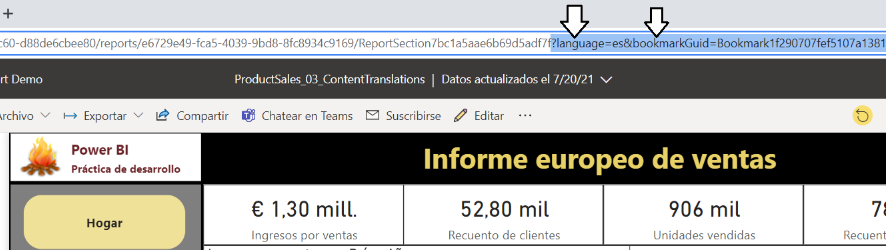 c60-d88de6cbee80/reports/e6729e49-fca5-4039-9bd8-8fc8934c9169/ReportSection7bc1a5aae6b69d5adf7f?language=es&bookmarkGuid=Bookmark1f290707fef5107a1381
rt Demo
ProductSales_03_ContentTranslations | Datos actualizados el 7/20/21
Archivo Exportar Compartir Chatear en Teams Suscribirse Editar ...
Power BI
Práctica de desarrollo
Informe europeo de ventas
Hogar
€ 1,30 mill. 52,80 mil 906 mil 78
Ingresos por ventas Recuento de clientes Unidades vendidas Recuent